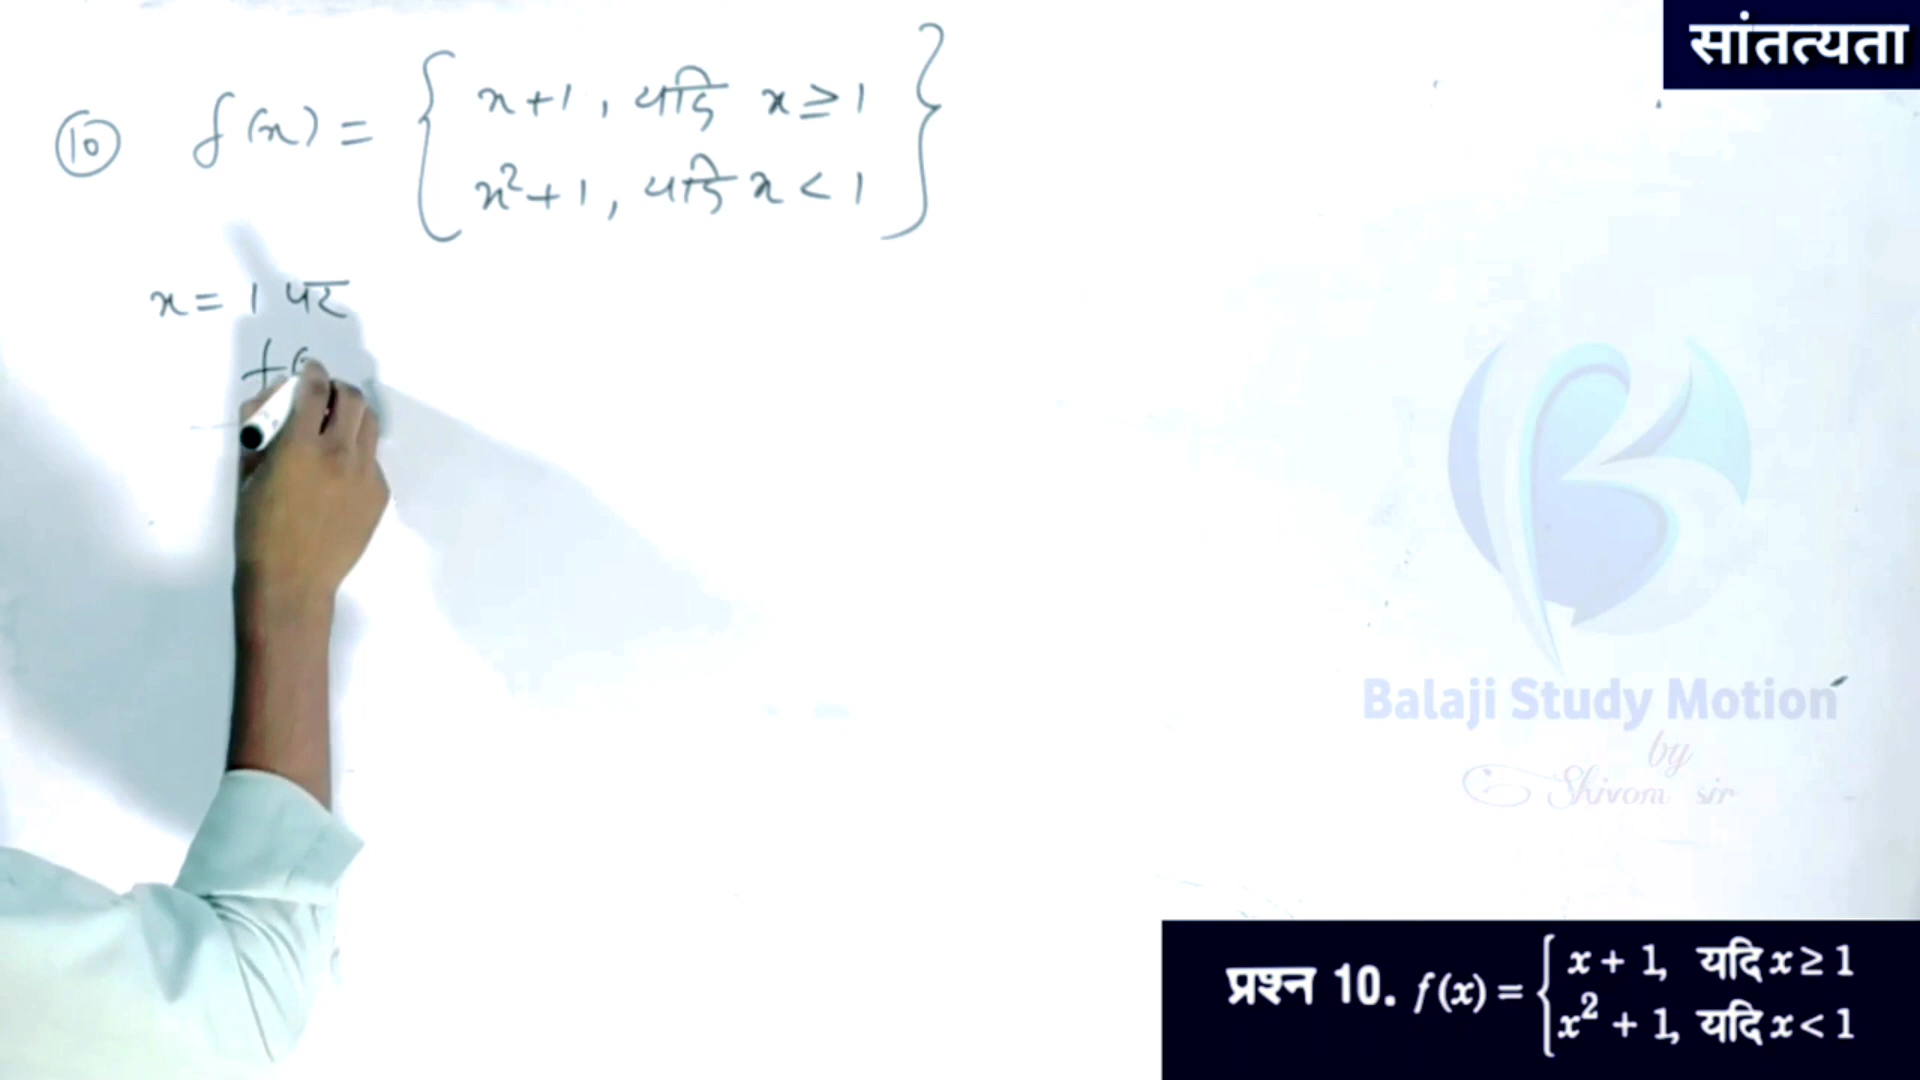 सांतत्यता
10 f(x) = { x+1, यदि x ≥ 1
x²+1, यदि x < 1 }
x = 1 पर
f(
Balaji Study Motion
by
Shivom sir
प्रश्न 10. f(x) = { x + 1, यदि x ≥ 1
x² + 1, यदि x < 1